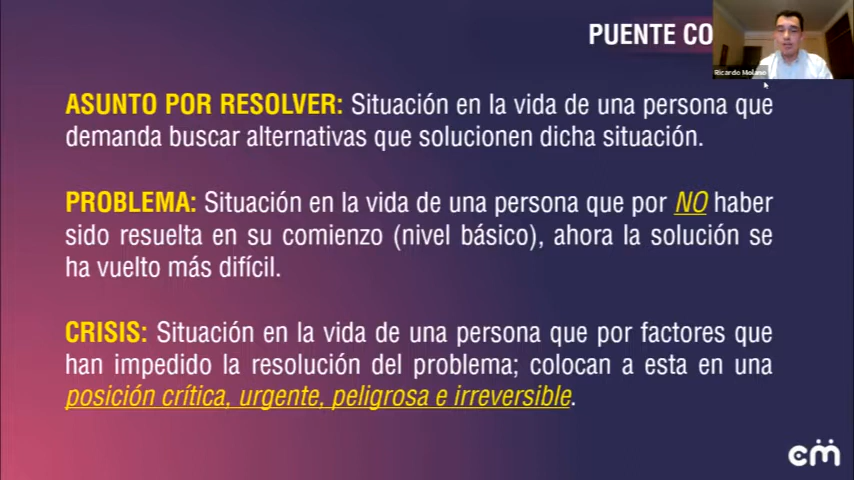 PUENTE CO
Ricardo Molano
ASUNTO POR RESOLVER: Situación en la vida de una persona que
demanda buscar alternativas que solucionen dicha situación.
PROBLEMA: Situación en la vida de una persona que por NO haber
sido resuelta en su comienzo (nivel básico), ahora la solución se
ha vuelto más difícil.
CRISIS: Situación en la vida de una persona que por factores que
han impedido la resolución del problema; colocan a esta en una
posición crítica, urgente, peligrosa e irreversible.
cm